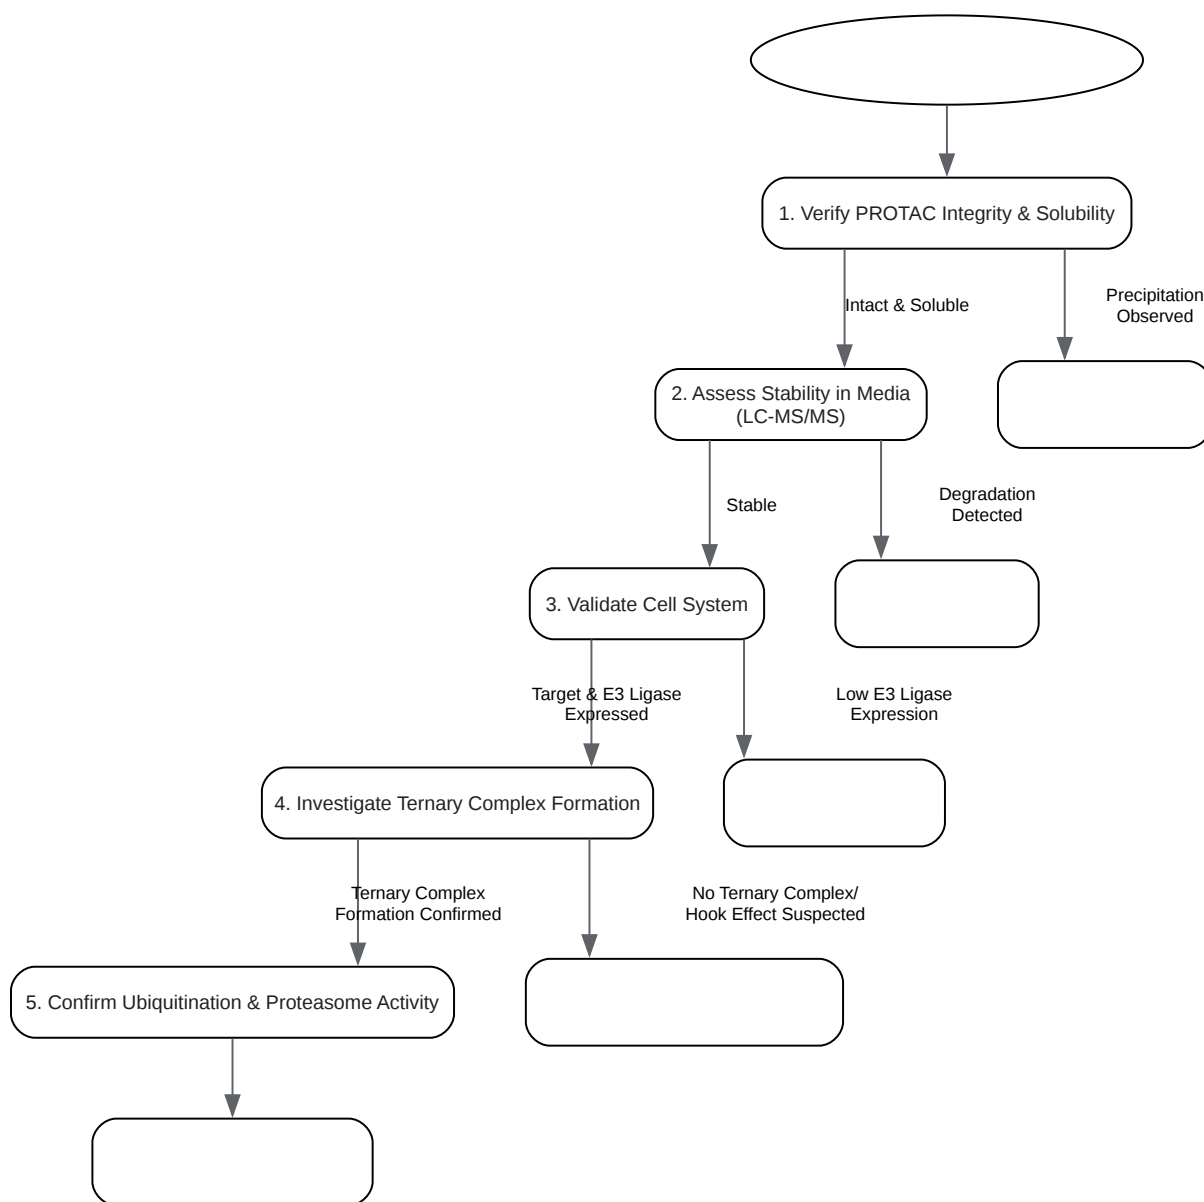 1. Verify PROTAC Integrity & Solubility
Intact & Soluble
Precipitation
Observed
2. Assess Stability in Media
(LC-MS/MS)
Stable
Degradation
Detected
3. Validate Cell System
Target & E3 Ligase
Expressed
Low E3 Ligase
Expression
4. Investigate Ternary Complex Formation
Ternary Complex
Formation Confirmed
No Ternary Complex/
Hook Effect Suspected
5. Confirm Ubiquitination & Proteasome Activity